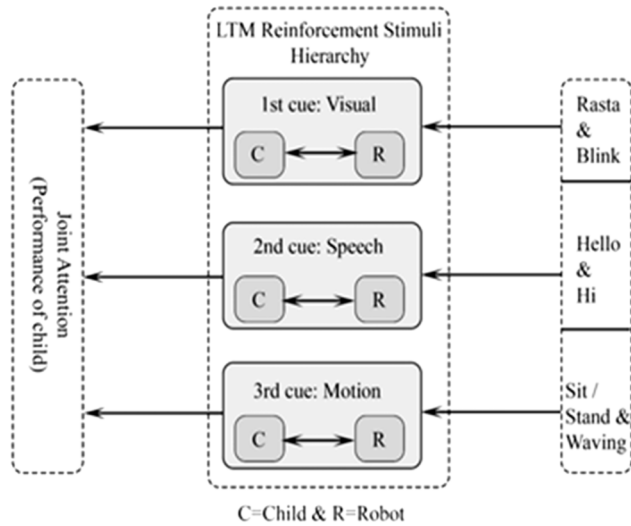 LTM Reinforcement Stimuli
Hierarchy
Joint Attention
(Performance of child)
1st cue: Visual
C
R
Rasta
&
Blink
2nd cue: Speech
C
R
Hello
&
Hi
3rd cue: Motion
C
R
Sit /
Stand &
Waving
C=Child & R=Robot